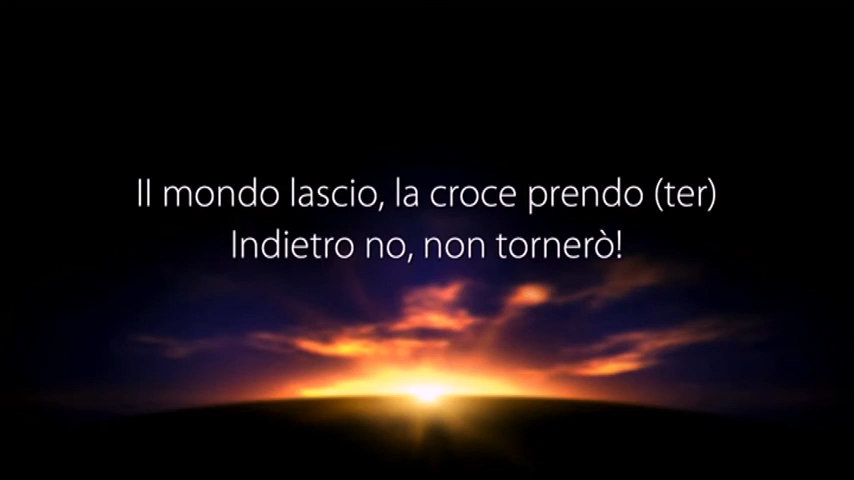 Il mondo lascio, la croce prendo (ter)
Indietro no, non tornerò!